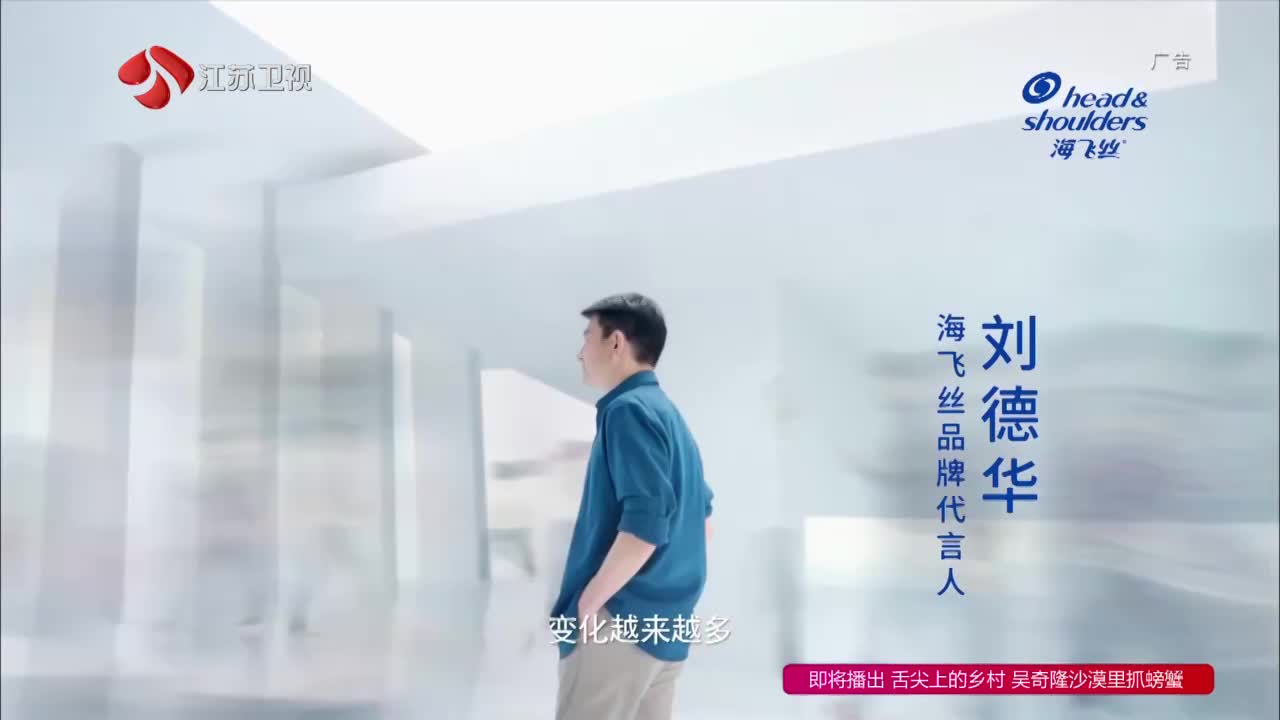 江苏卫视
广告
head&
shoulders
海飞丝
刘德华
海飞丝品牌代言人
变化越来越多
即将播出 舌尖上的乡村 吴奇隆沙漠里抓螃蟹